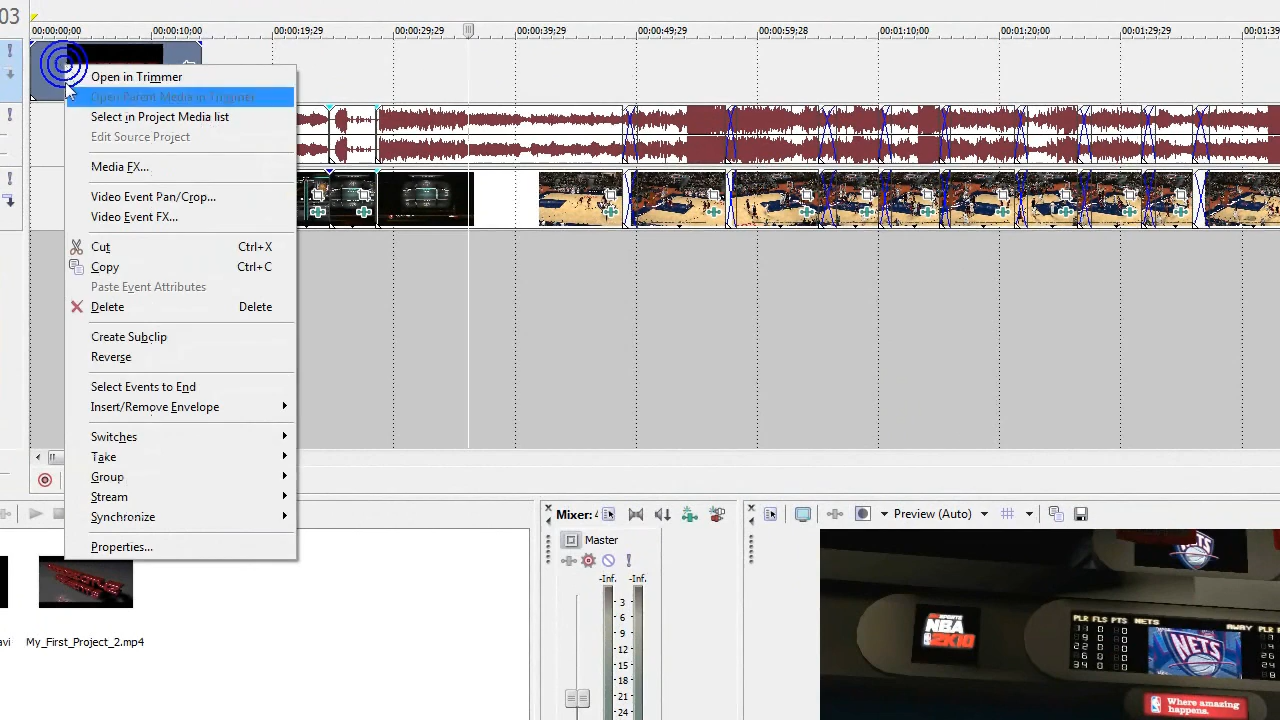 03
00:00:00:00 00:00:10:00 00:00:19:29 00:00:29:29 00:00:39:29 00:00:49:29 00:00:59:28 00:01:10:00 00:01:20:00 00:01:29:29 00:01:39
Open in Trimmer
Open Parent Media in Trimmer
Select in Project Media list
Edit Source Project
Media FX...
Video Event Pan/Crop...
Video Event FX...
Cut Ctrl+X
Copy Ctrl+C
Paste Event Attributes
Delete Delete
Create Subclip
Reverse
Select Events to End
Insert/Remove Envelope
Switches
Take
Group
Stream
Synchronize
Properties...
avi My_First_Project_2.mp4
Mixer:
Master
-Inf. -Inf.
3
6
9
12
15
18
21
24
Preview (Auto)
NBA
2K10
PLR FLS PTS NETS AWAY PLR
NETS
Where amazing
happens.